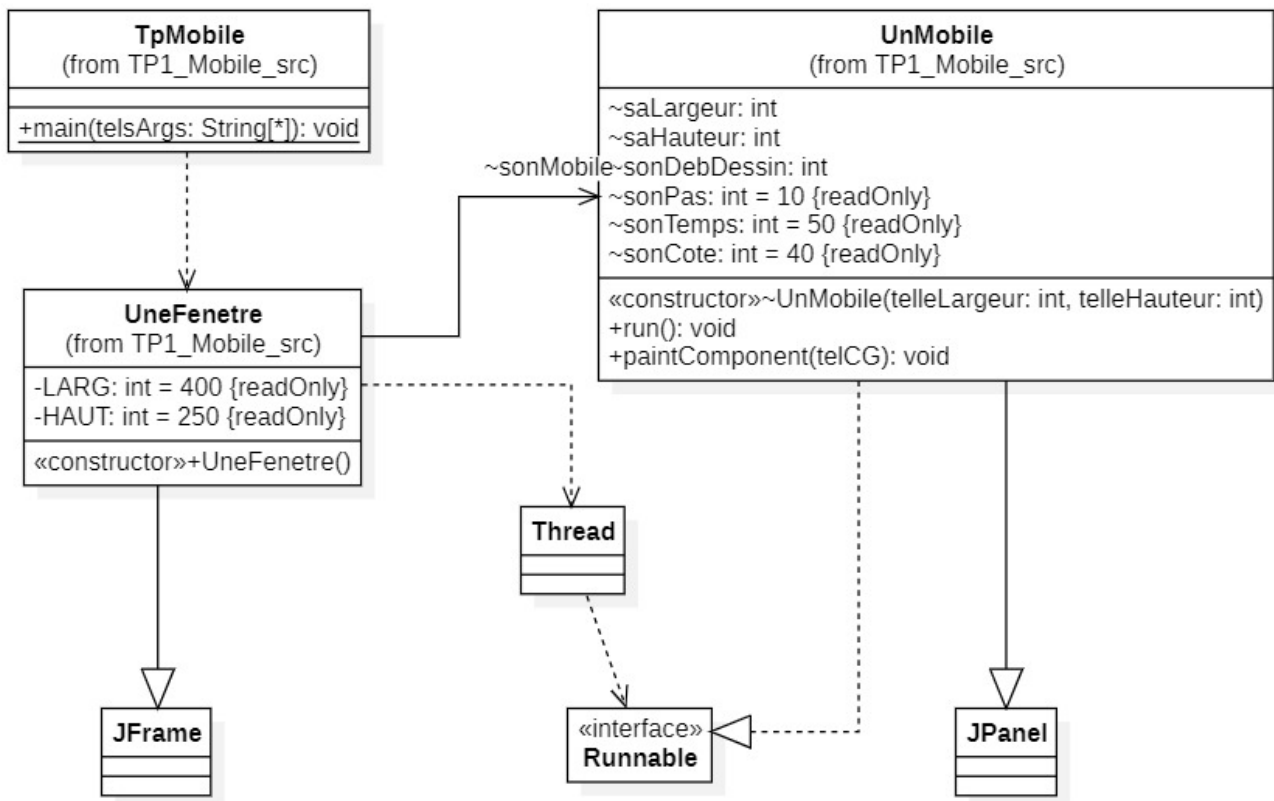 TpMobile
(from TP1_Mobile_src)
+main(telsArgs: String[*]): void
UnMobile
(from TP1_Mobile_src)
~saLargeur: int
~saHauteur: int
~sonDebDessin: int
~sonPas: int = 10 {readOnly}
~sonTemps: int = 50 {readOnly}
~sonCote: int = 40 {readOnly}
«constructor»~UnMobile(telleLargeur: int, telleHauteur: int)
+run(): void
+paintComponent(telCG): void
~sonMobile
UneFenetre
(from TP1_Mobile_src)
-LARG: int = 400 {readOnly}
-HAUT: int = 250 {readOnly}
«constructor»+UneFenetre()
Thread
JFrame
«interface»
Runnable
JPanel